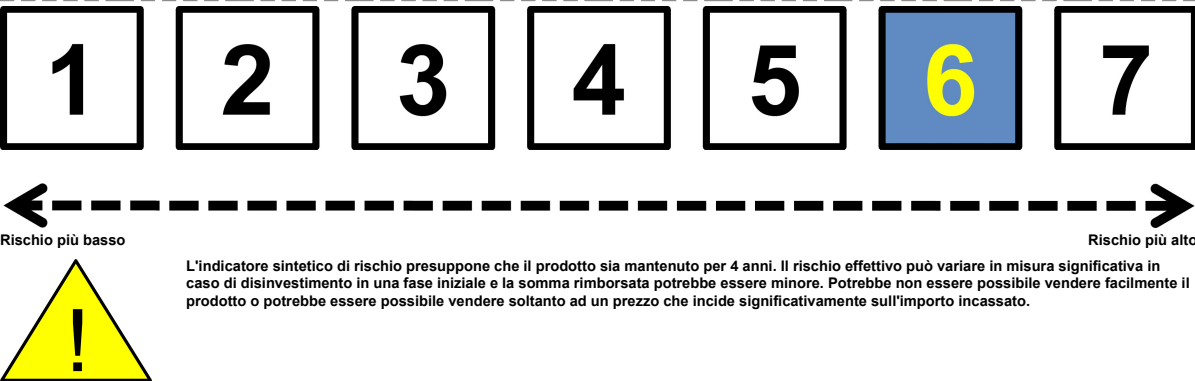 1 2 3 4 5 6 7
Rischio più basso Rischio più alto
L'indicatore sintetico di rischio presuppone che il prodotto sia mantenuto per 4 anni. Il rischio effettivo può variare in misura significativa in
caso di disinvestimento in una fase iniziale e la somma rimborsata potrebbe essere minore. Potrebbe non essere possibile vendere facilmente il
prodotto o potrebbe essere possibile vendere soltanto ad un prezzo che incide significativamente sull'importo incassato.
!